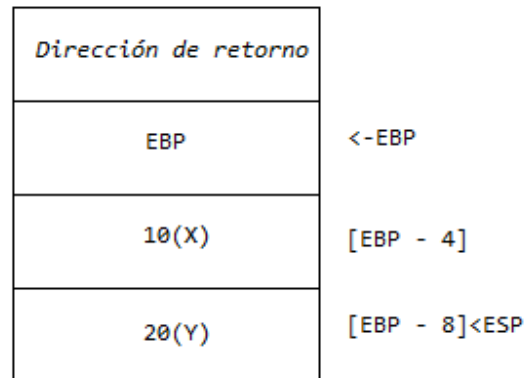 Dirección de retorno
EBP <-EBP
10(X) [EBP - 4]
20(Y) [EBP - 8]<ESP